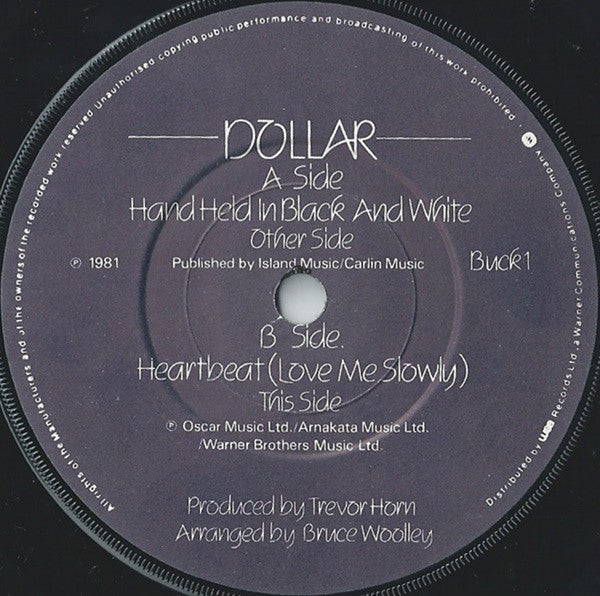 All rights of the Manufacturers and of the owners of the recorded work reserved Unauthorised copying public performance and broadcasting of this work prohibited.
DOLLAR
A Side
Hand Held In Black And White
Other Side
℗ 1981
Published by Island Music/Carlin Music
Buck 1
B Side.
Heartbeat (Love Me Slowly)
This Side
℗ Oscar Music Ltd./Arnakata Music Ltd.
/Warner Brothers Music Ltd.
Produced by Trevor Horn
Arranged by Bruce Woolley
Distributed by wea Records Ltd. a Warner Communications Company